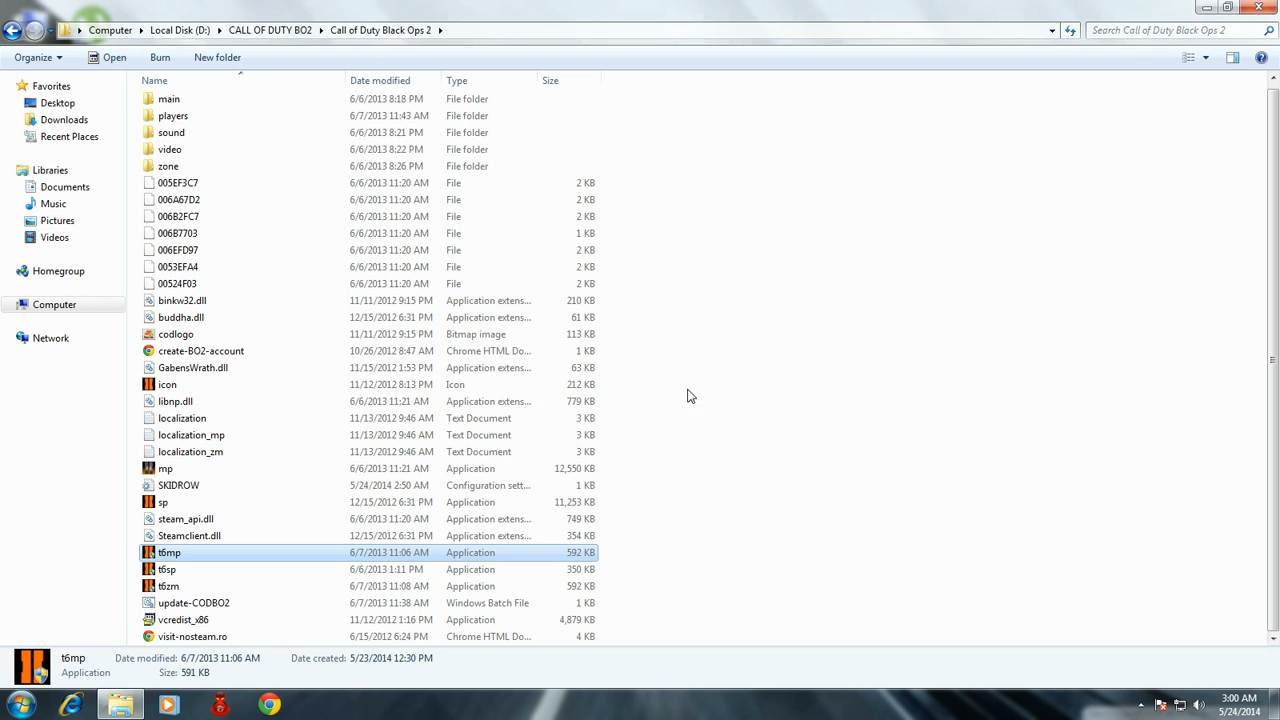 Computer Local Disk (D:) CALL OF DUTY BO2 Call of Duty Black Ops 2 Search Call of Duty Black Ops 2
Organize Open Burn New folder
Name Date modified Type Size
Favorites
Desktop
Downloads
Recent Places
Libraries
Documents
Music
Pictures
Videos
Homegroup
Computer
Network
main 6/6/2013 8:18 PM File folder
players 6/7/2013 11:43 AM File folder
sound 6/6/2013 8:21 PM File folder
video 6/6/2013 8:22 PM File folder
zone 6/6/2013 8:26 PM File folder
005EF3C7 6/6/2013 11:20 AM File 2 KB
006A67D2 6/6/2013 11:20 AM File 2 KB
006B2FC7 6/6/2013 11:20 AM File 2 KB
006B7703 6/6/2013 11:20 AM File 1 KB
006EFD97 6/6/2013 11:20 AM File 2 KB
0053EFA4 6/6/2013 11:20 AM File 2 KB
00524F03 6/6/2013 11:20 AM File 2 KB
binkw32.dll 11/11/2012 9:15 PM Application extens... 210 KB
buddha.dll 12/15/2012 6:31 PM Application extens... 61 KB
codlogo 11/11/2012 9:15 PM Bitmap image 113 KB
create-BO2-account 10/26/2012 8:47 AM Chrome HTML Do... 1 KB
GabensWrath.dll 11/15/2012 1:53 PM Application extens... 63 KB
icon 11/12/2012 8:13 PM Icon 212 KB
libnp.dll 6/6/2013 11:21 AM Application extens... 779 KB
localization 11/13/2012 9:46 AM Text Document 3 KB
localization_mp 11/13/2012 9:46 AM Text Document 3 KB
localization_zm 11/13/2012 9:46 AM Text Document 3 KB
mp 6/6/2013 11:21 AM Application 12,550 KB
SKIDROW 5/24/2014 2:50 AM Configuration sett... 1 KB
sp 12/15/2012 6:31 PM Application 11,253 KB
steam_api.dll 6/6/2013 11:20 AM Application extens... 749 KB
Steamclient.dll 12/15/2012 6:31 PM Application extens... 354 KB
t6mp 6/7/2013 11:06 AM Application 592 KB
t6sp 6/6/2013 1:11 PM Application 350 KB
t6zm 6/7/2013 11:08 AM Application 592 KB
update-CODBO2 6/7/2013 11:38 AM Windows Batch File 1 KB
vcredist_x86 11/12/2012 1:16 PM Application 4,879 KB
visit-nosteam.ro 6/15/2012 6:24 PM Chrome HTML Do... 4 KB
t6mp Date modified: 6/7/2013 11:06 AM Date created: 5/23/2014 12:30 PM
Application Size: 591 KB
3:00 AM
5/24/2014